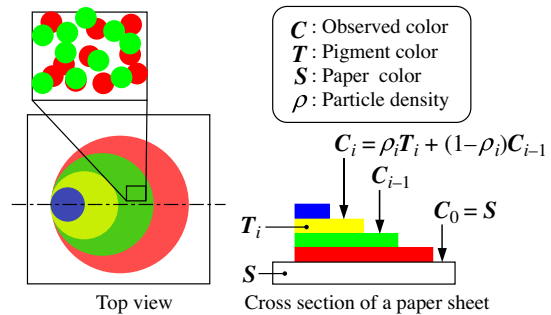 C : Observed color
T : Pigment color
S : Paper color
ρ : Particle density
C_i = ρ_i T_i + (1–ρ_i)C_{i–1}
C_{i–1}
C_0 = S
T_i
S
Top view
Cross section of a paper sheet